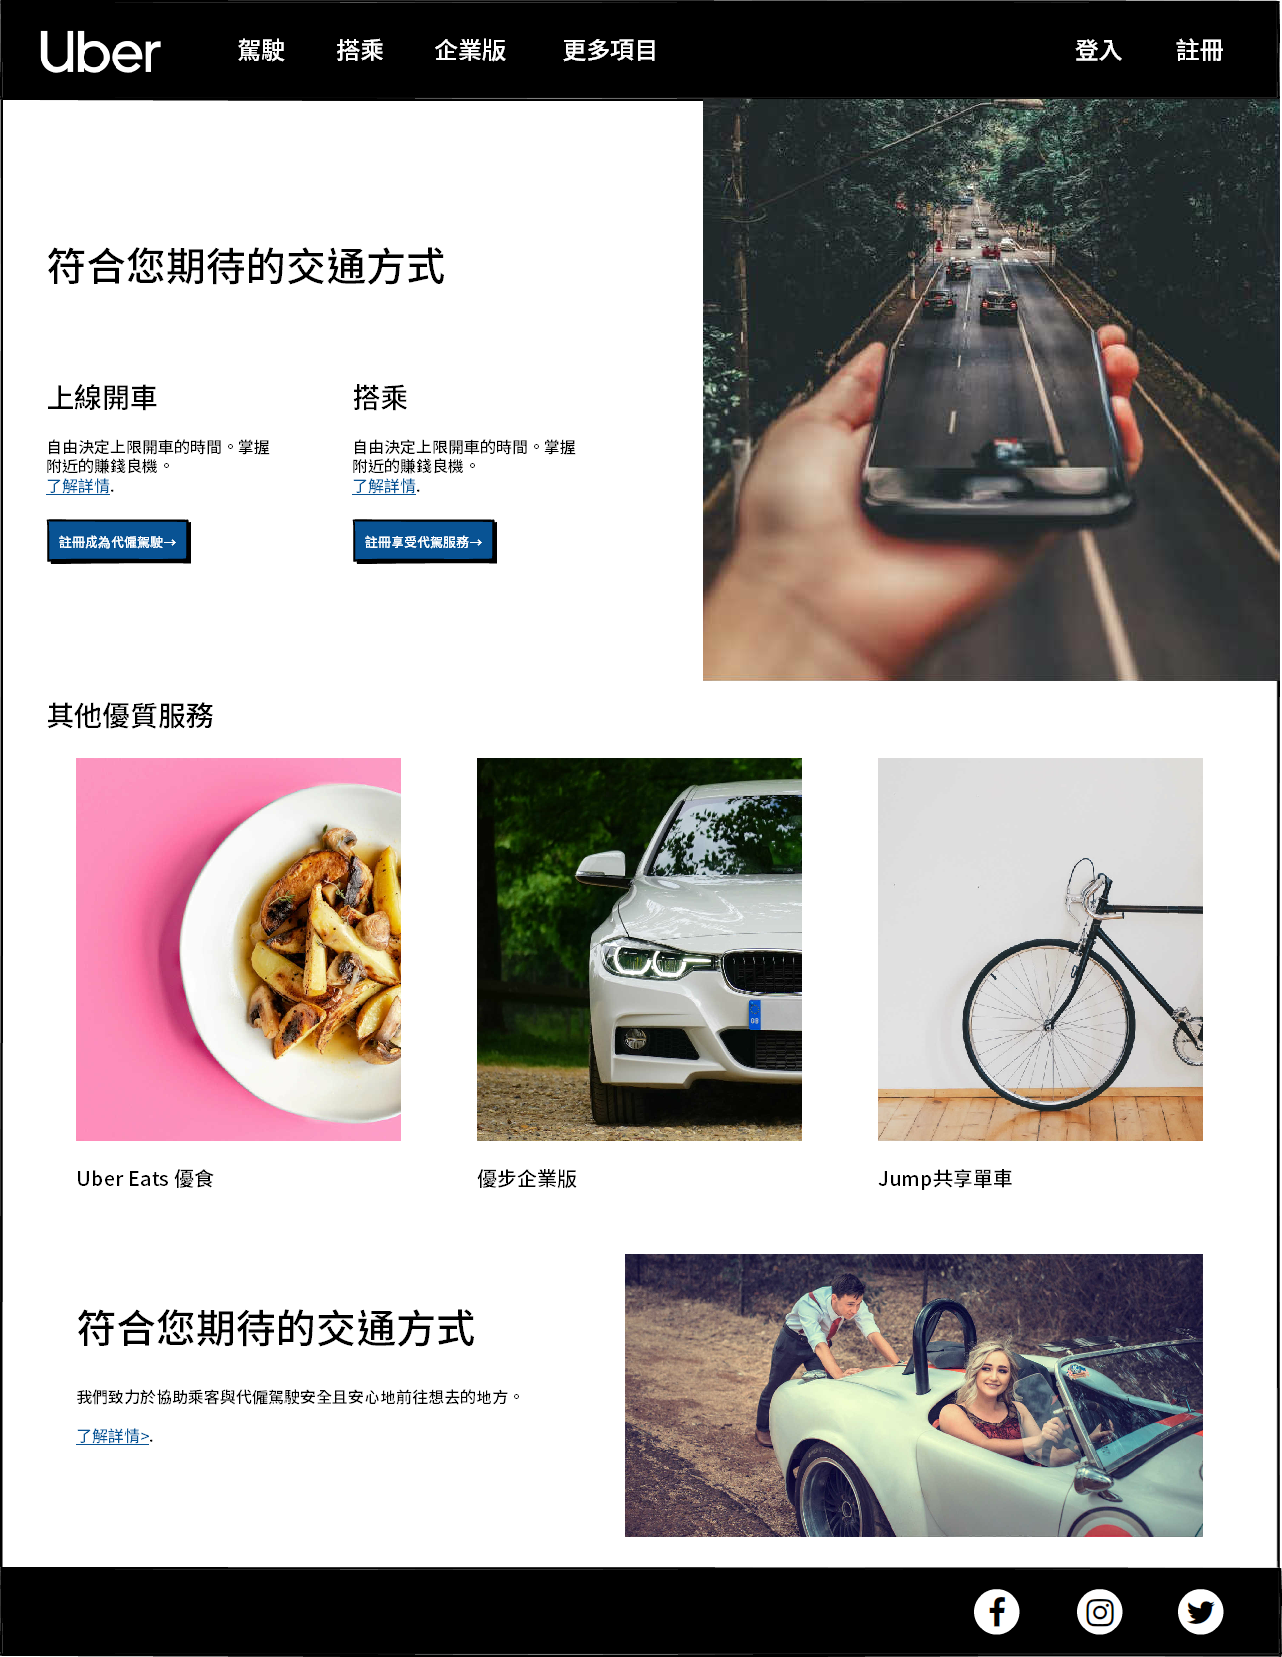 Uber 駕駛 搭乘 企業版 更多項目 登入 註冊
符合您期待的交通方式
上線開車
自由決定上限開車的時間。掌握
附近的賺錢良機。
了解詳情.
註冊成為代僱駕駛→
搭乘
自由決定上限開車的時間。掌握
附近的賺錢良機。
了解詳情.
註冊享受代駕服務→
其他優質服務
GB
Uber Eats 優食
優步企業版
Jump共享單車
符合您期待的交通方式
我們致力於協助乘客與代僱駕駛安全且安心地前往想去的地方。
了解詳情>.